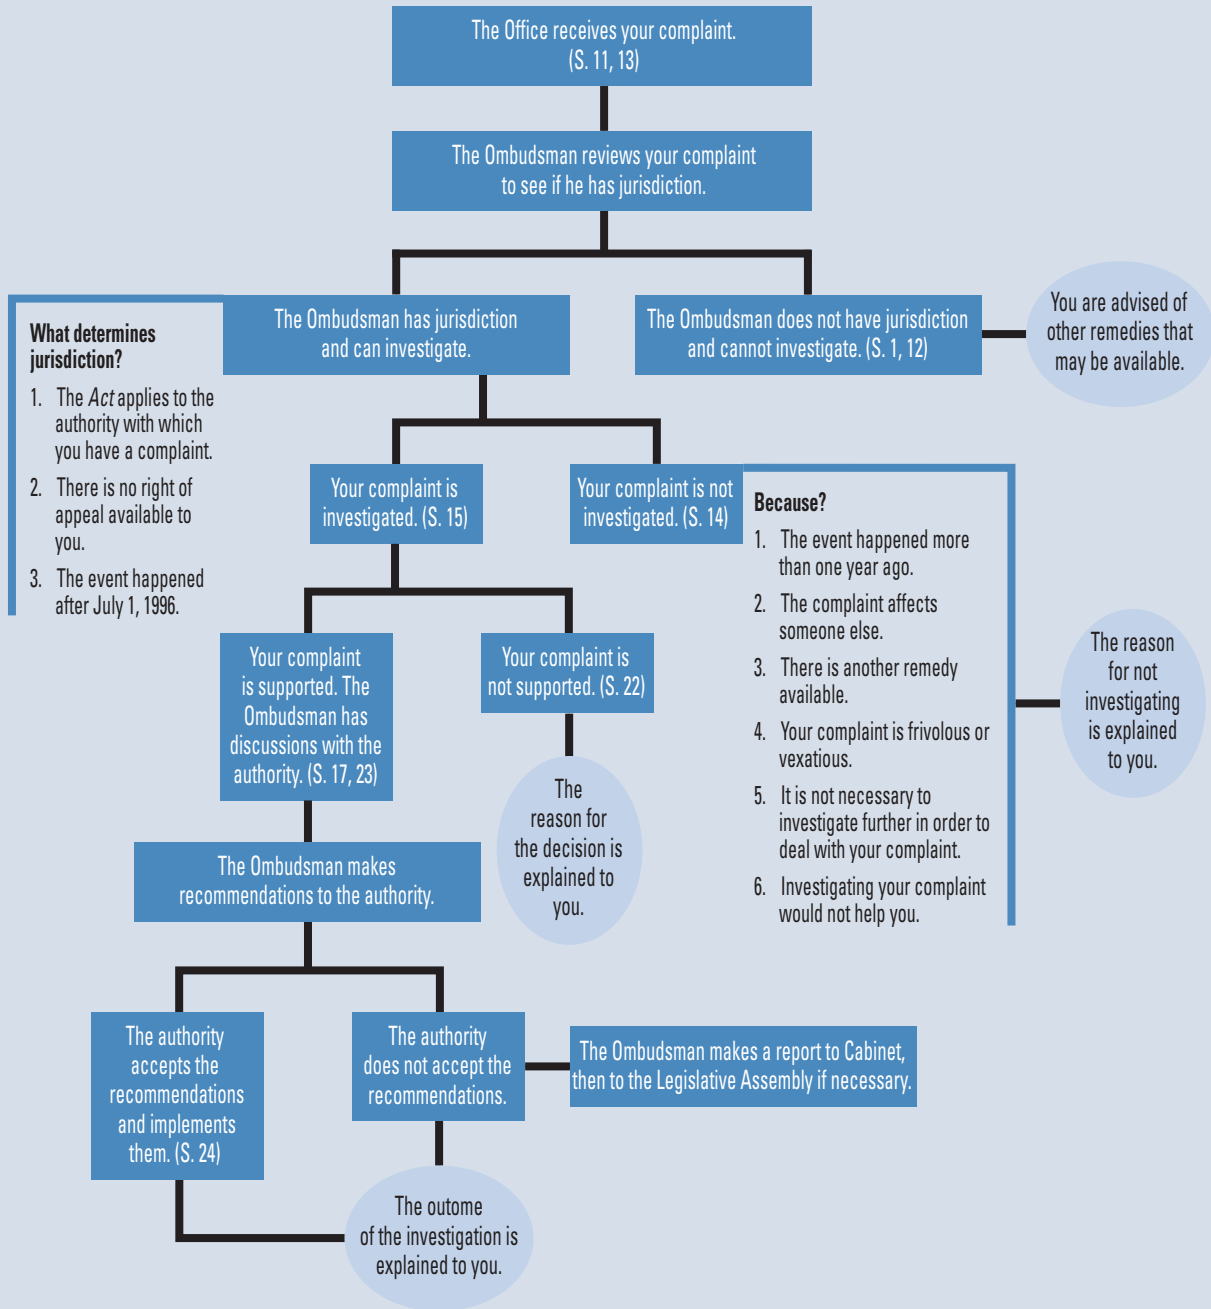 The Office receives your complaint.
(S. 11, 13)
The Ombudsman reviews your complaint
to see if he has jurisdiction.
The Ombudsman has jurisdiction
and can investigate.
The Ombudsman does not have jurisdiction
and cannot investigate. (S. 1, 12)
You are advised of
other remedies that
may be available.
What determines
jurisdiction?
1. The Act applies to the
authority with which
you have a complaint.
2. There is no right of
appeal available to
you.
3. The event happened
after July 1, 1996.
Your complaint is
investigated. (S. 15)
Your complaint is not
investigated. (S. 14)
Because?
1. The event happened more
than one year ago.
2. The complaint affects
someone else.
3. There is another remedy
available.
4. Your complaint is frivolous or
vexatious.
5. It is not necessary to
investigate further in order to
deal with your complaint.
6. Investigating your complaint
would not help you.
The reason
for not
investigating
is explained
to you.
Your complaint
is supported. The
Ombudsman has
discussions with the
authority. (S. 17, 23)
Your complaint is
not supported. (S. 22)
The
reason for
the decision is
explained to
you.
The Ombudsman makes
recommendations to the authority.
The authority
accepts the
recommendations
and implements
them. (S. 24)
The authority
does not accept the
recommendations.
The Ombudsman makes a report to Cabinet,
then to the Legislative Assembly if necessary.
The outome
of the investigation is
explained to you.